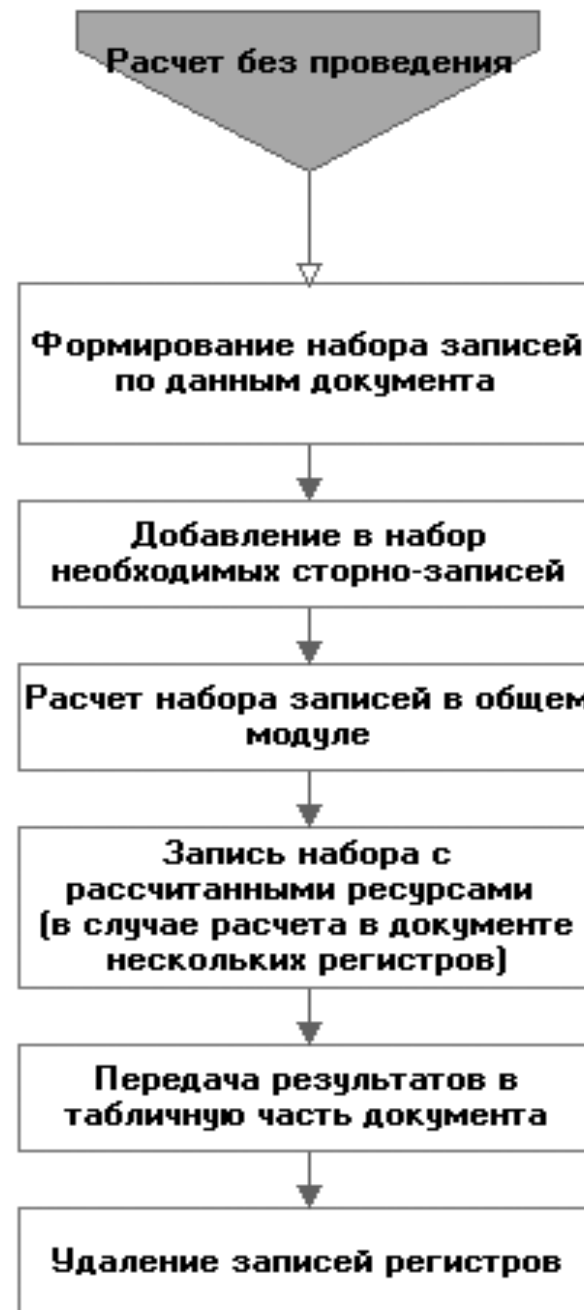 Расчет без проведения
Формирование набора записей
по данным документа
Добавление в набор
необходимых сторно-записей
Расчет набора записей в общем
модуле
Запись набора с
рассчитанными ресурсами
(в случае расчета в документе
нескольких регистров)
Передача результатов в
табличную часть документа
Удаление записей регистров